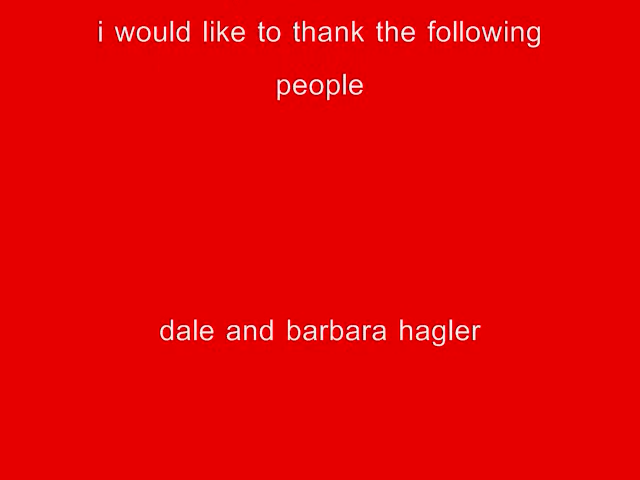 i would like to thank the following
people
dale and barbara hagler